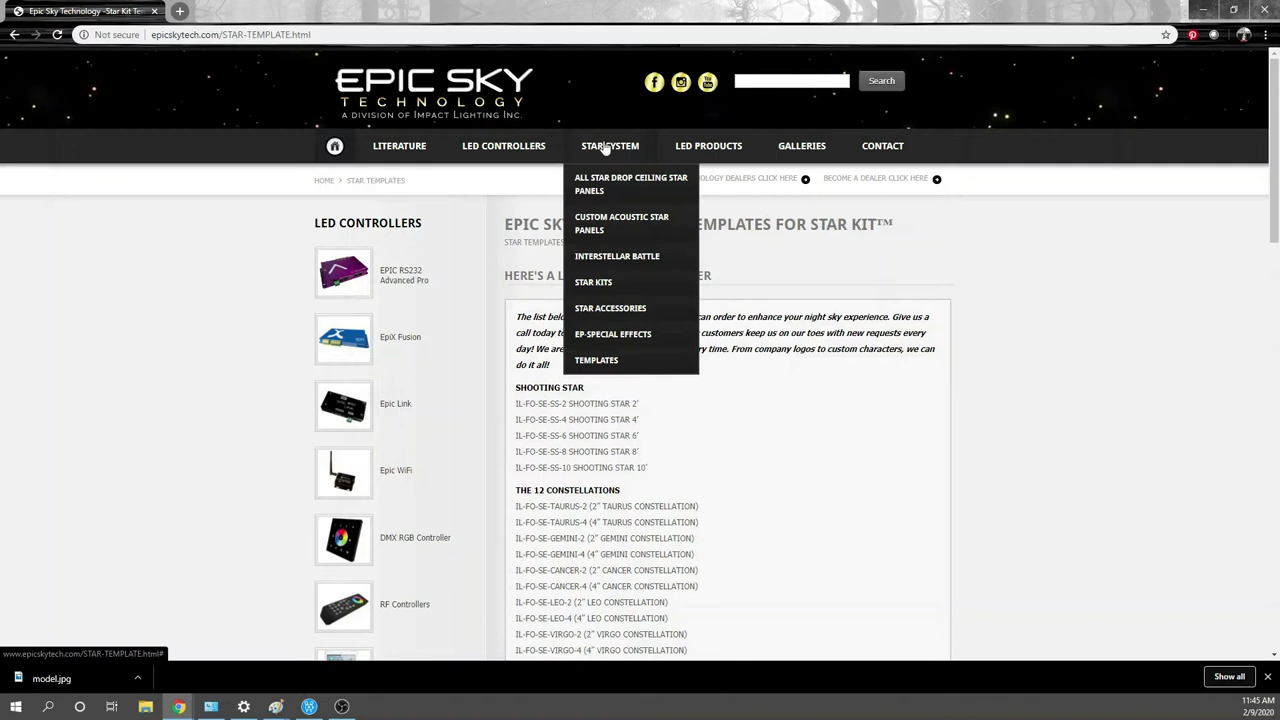 Epic Sky Technology -Star Kit Te
Not secure
epicskytech.com/STAR-TEMPLATE.html
EPIC SKY
TECHNOLOGY
A DIVISION OF IMPACT LIGHTING INC.
You Tube
Search
LITERATURE
LED CONTROLLERS
STAR SYSTEM
LED PRODUCTS
GALLERIES
CONTACT
HOME > STAR TEMPLATES
OLOGY DEALERS CLICK HERE
BECOME A DEALER CLICK HERE
ALL STAR DROP CEILING STAR
PANELS
CUSTOM ACOUSTIC STAR
PANELS
INTERSTELLAR BATTLE
STAR KITS
STAR ACCESSORIES
EP-SPECIAL EFFECTS
TEMPLATES
LED CONTROLLERS
EPIC RS232
Advanced Pro
EpiX Fusion
Epic Link
Epic WiFi
DMX RGB Controller
RF Controllers
EPIC SK EMPLATES FOR STAR KIT™
STAR TEMPLATES
HERE'S A L R
The list belo can order to enhance your night sky experience. Give us a
call today to customers keep us on our toes with new requests every
day! We are ry time. From company logos to custom characters, we can
do it all!
SHOOTING STAR
IL-FO-SE-SS-2 SHOOTING STAR 2'
IL-FO-SE-SS-4 SHOOTING STAR 4'
IL-FO-SE-SS-6 SHOOTING STAR 6'
IL-FO-SE-SS-8 SHOOTING STAR 8'
IL-FO-SE-SS-10 SHOOTING STAR 10'
THE 12 CONSTELLATIONS
IL-FO-SE-TAURUS-2 (2" TAURUS CONSTELLATION)
IL-FO-SE-TAURUS-4 (4" TAURUS CONSTELLATION)
IL-FO-SE-GEMINI-2 (2" GEMINI CONSTELLATION)
IL-FO-SE-GEMINI-4 (4" GEMINI CONSTELLATION)
IL-FO-SE-CANCER-2 (2" CANCER CONSTELLATION)
IL-FO-SE-CANCER-4 (4" CANCER CONSTELLATION)
IL-FO-SE-LEO-2 (2" LEO CONSTELLATION)
IL-FO-SE-LEO-4 (4" LEO CONSTELLATION)
IL-FO-SE-VIRGO-2 (2" VIRGO CONSTELLATION)
IL-FO-SE-VIRGO-4 (4" VIRGO CONSTELLATION)
www.epicskytech.com/STAR-TEMPLATE.html#
model.jpg
Show all
11:45 AM
2/9/2020